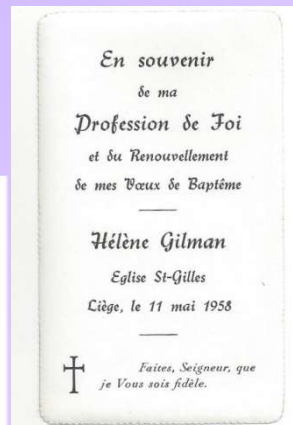 En souvenir
de ma
Profession de Foi
et du Renouvellement
de mes Vœux de Baptême
Hélène Gilman
Eglise St-Gilles
Liège, le 11 mai 1958
Faites, Seigneur, que
je Vous sois fidèle.